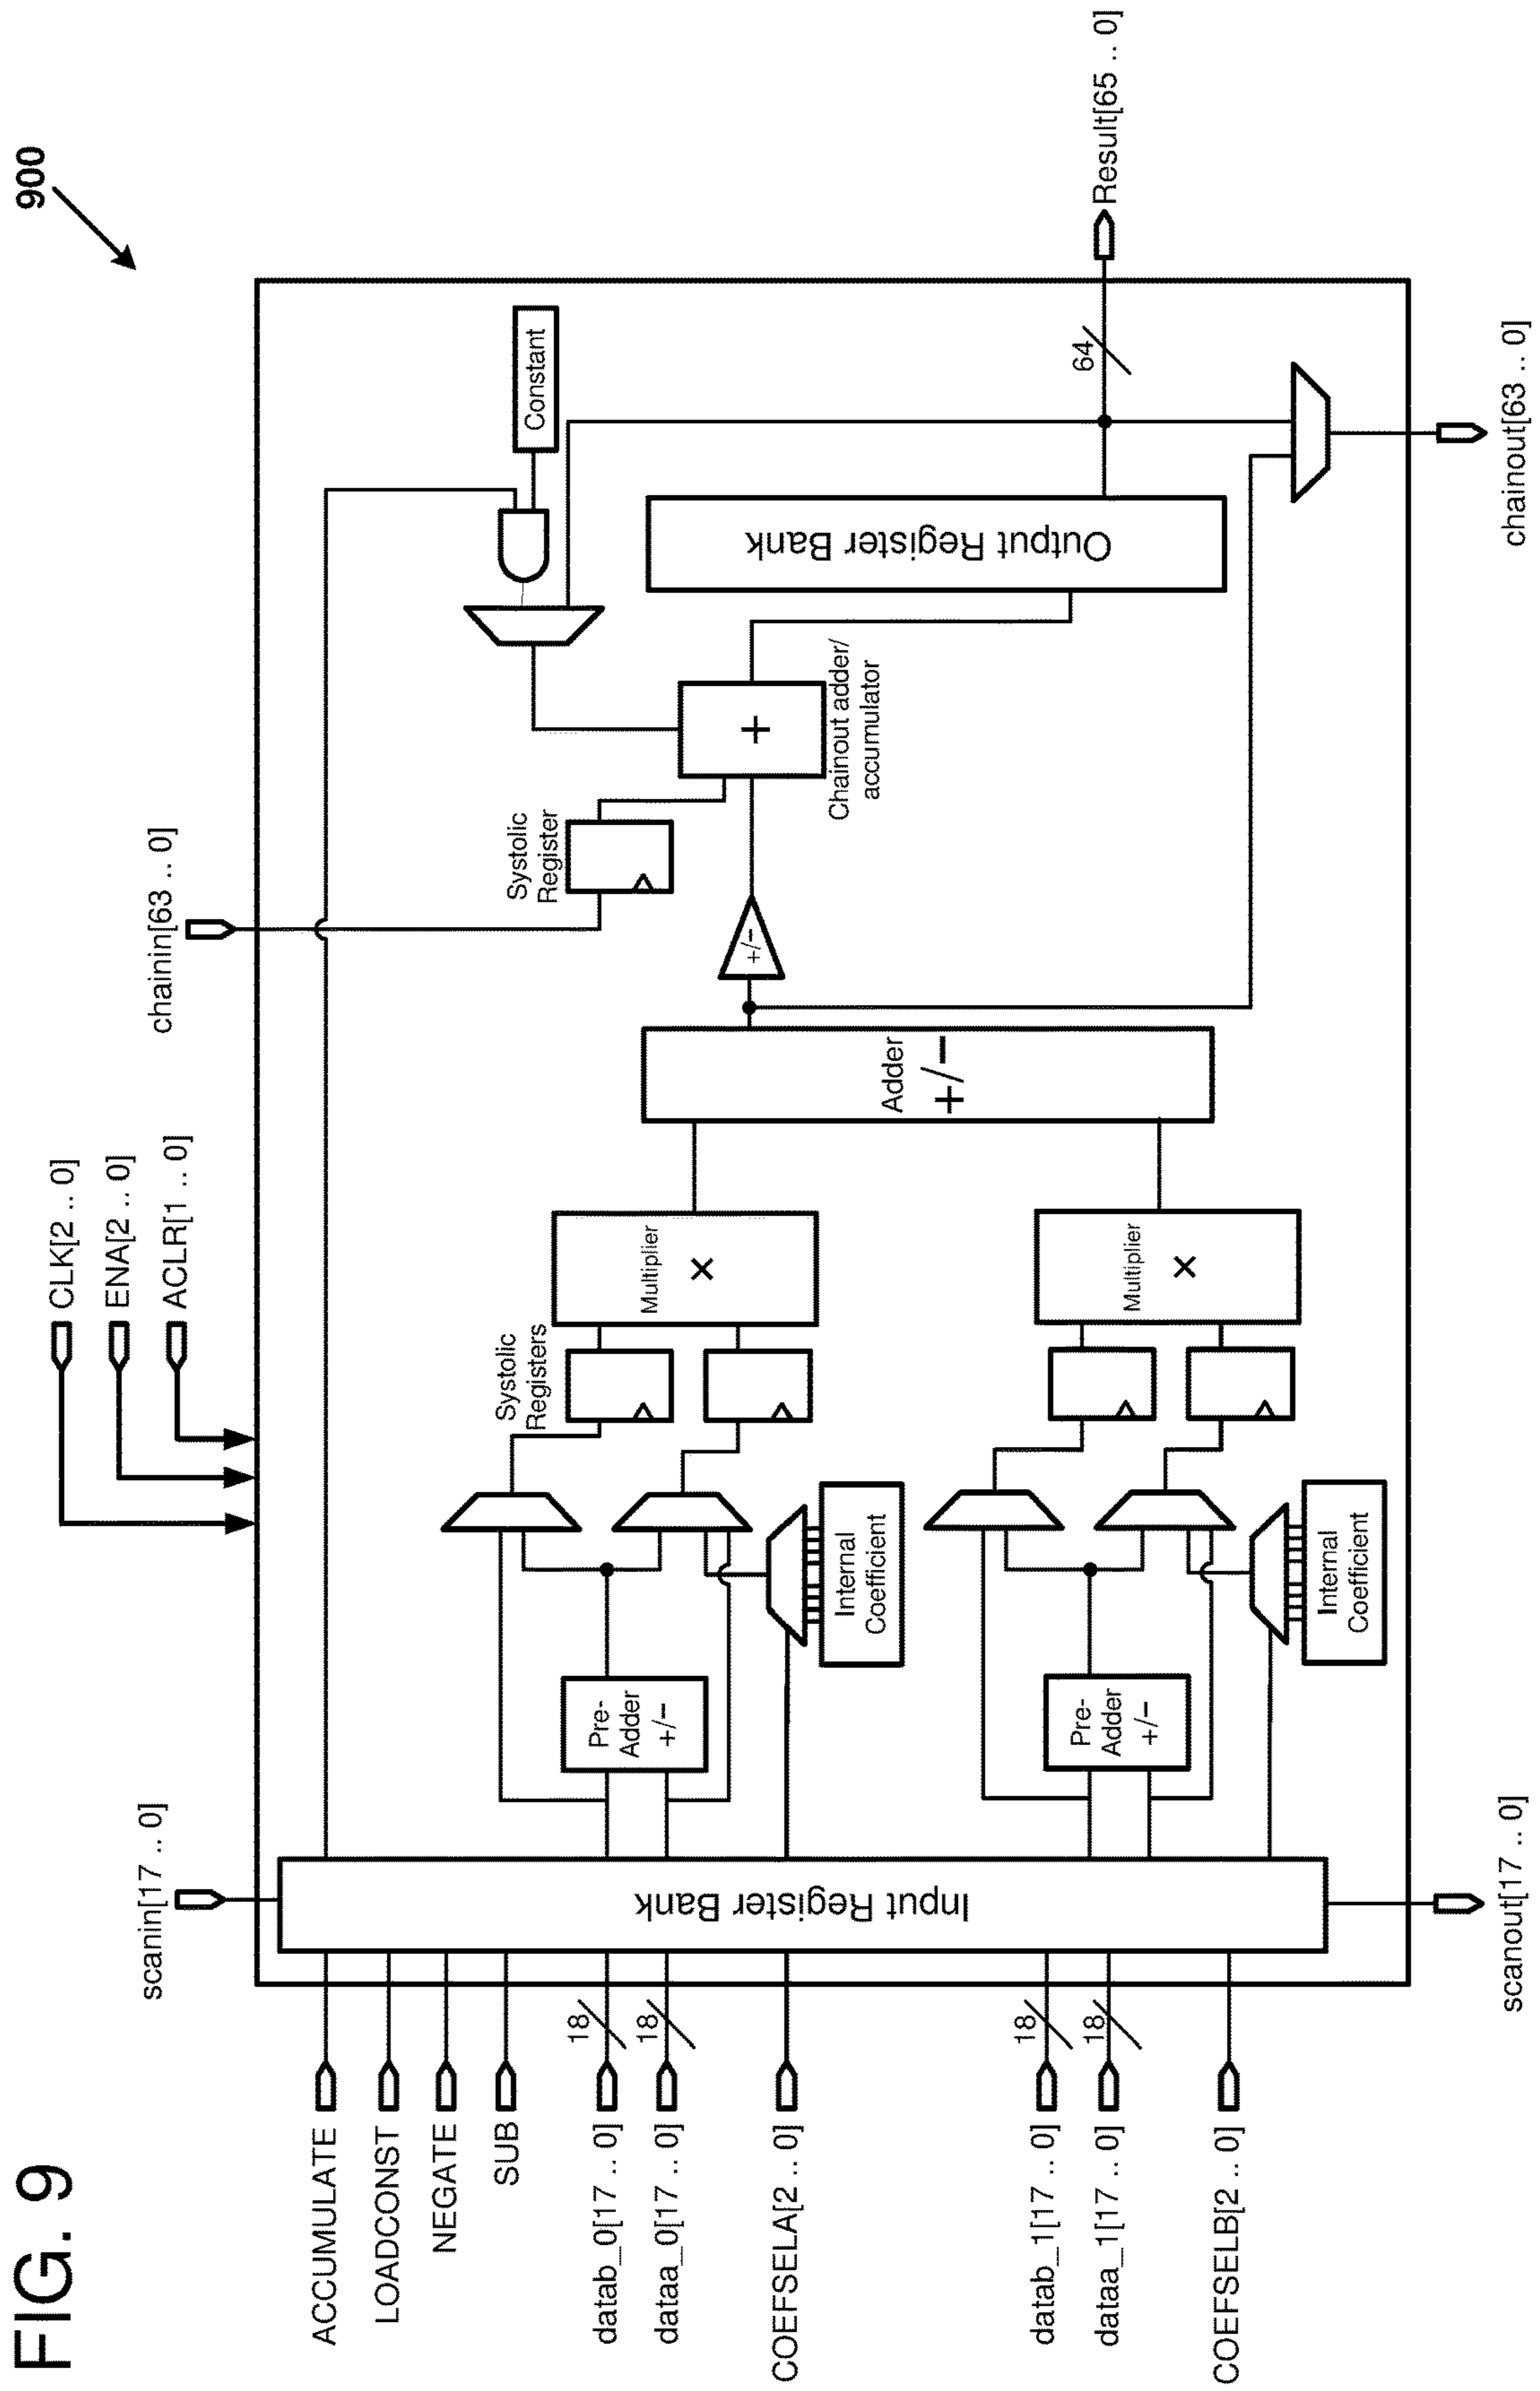 FIG. 9
900
CLK[2 .. 0]
ENA[2 .. 0]
ACLR[1 .. 0]
scanin[17 .. 0]
chainin[63 .. 0]
ACCUMULATE
LOADCONST
NEGATE
SUB
datab_0[17 .. 0]
18
dataa_0[17 .. 0]
18
COEFSELA[2 .. 0]
datab_1[17 .. 0]
18
dataa_1[17 .. 0]
18
COEFSELB[2 .. 0]
Input Register Bank
Pre-
Adder
+/−
Internal
Coefficient
Systolic
Registers
Multiplier
×
Pre-
Adder
+/−
Internal
Coefficient
Multiplier
×
Adder
+/−
+/−
Systolic
Register
+
Chainout adder/
accumulator
Constant
Output Register Bank
64
Result[65 .. 0]
scanout[17 .. 0]
chainout[63 .. 0]